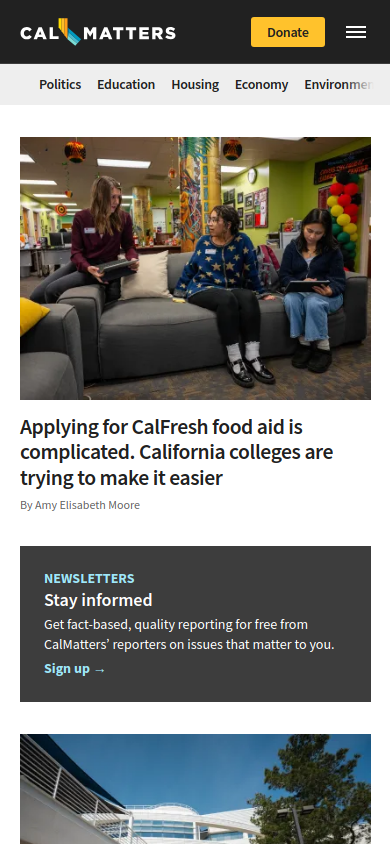 CALMATTERS
Donate
Politics Education Housing Economy Environmen
Applying for CalFresh food aid is
complicated. California colleges are
trying to make it easier
By Amy Elisabeth Moore
NEWSLETTERS
Stay informed
Get fact-based, quality reporting for free from
CalMatters’ reporters on issues that matter to you.
Sign up →